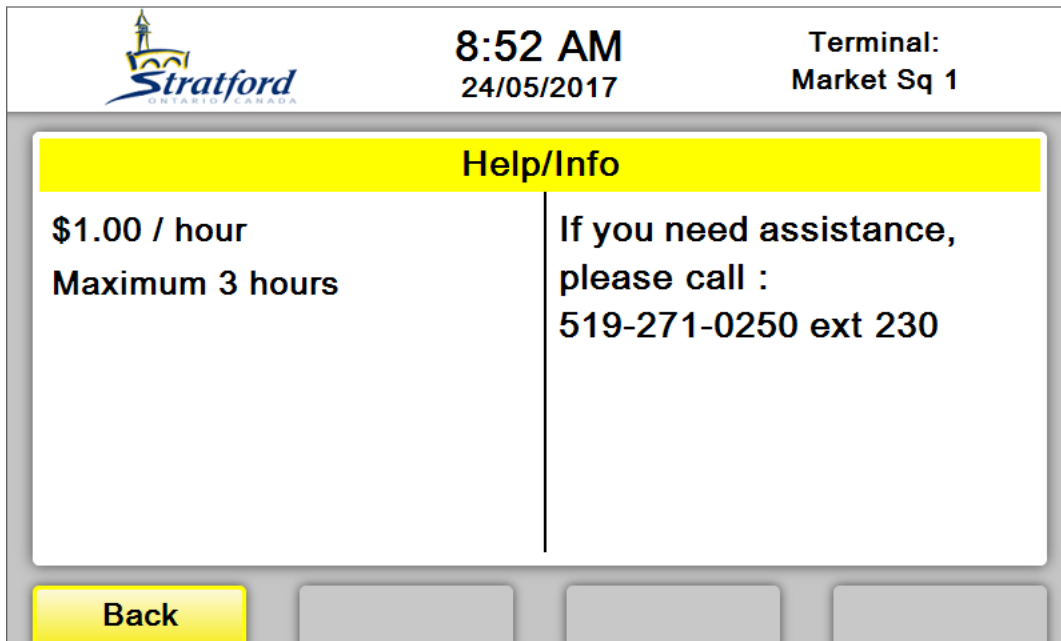 Stratford
ONTARIO CANADA
8:52 AM
24/05/2017
Terminal:
Market Sq 1
Help/Info
$1.00 / hour
Maximum 3 hours
If you need assistance,
please call :
519-271-0250 ext 230
Back